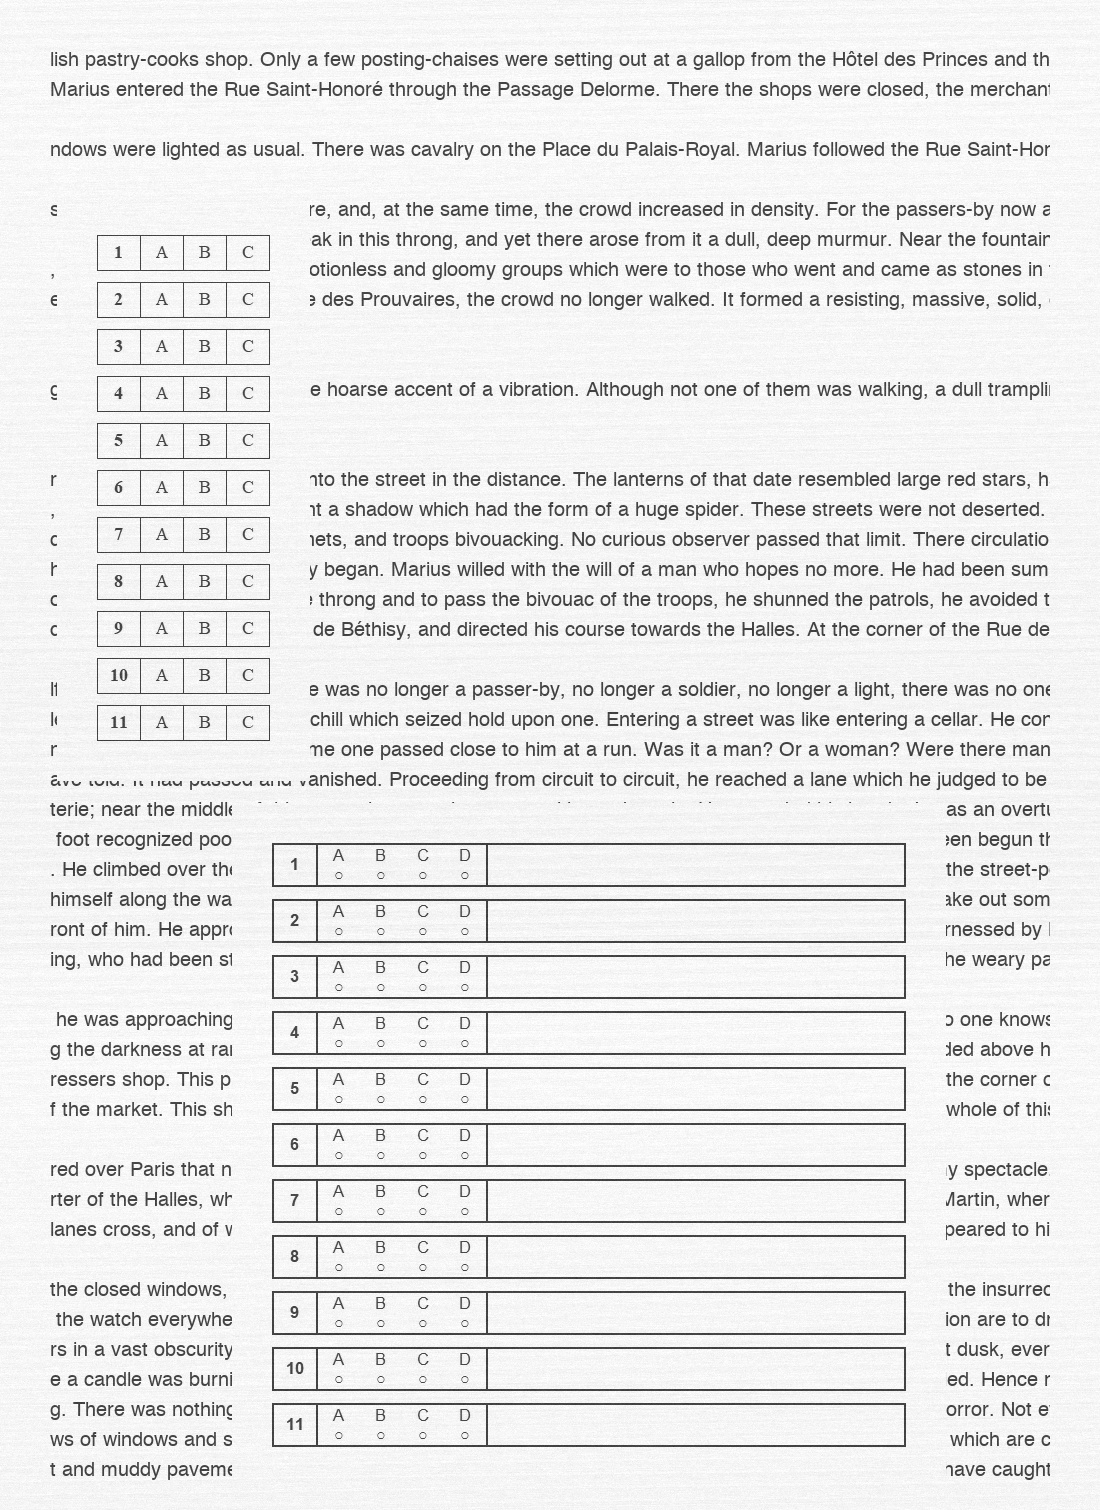 lish pastry-cooks shop. Only a few posting-chaises were setting out at a gallop from the Hôtel des Princes and th
Marius entered the Rue Saint-Honoré through the Passage Delorme. There the shops were closed, the merchant
ndows were lighted as usual. There was cavalry on the Place du Palais-Royal. Marius followed the Rue Saint-Hor
re, and, at the same time, the crowd increased in density. For the passers-by now a
1 A B C
ak in this throng, and yet there arose from it a dull, deep murmur. Near the fountain
, otionless and gloomy groups which were to those who went and came as stones in
2 A B C
des Prouvaires, the crowd no longer walked. It formed a resisting, massive, solid,
3 A B C
4 A B C
e hoarse accent of a vibration. Although not one of them was walking, a dull tramplin
5 A B C
r nto the street in the distance. The lanterns of that date resembled large red stars, h
6 A B C
, nt a shadow which had the form of a huge spider. These streets were not deserted.
7 A B C
nets, and troops bivouacking. No curious observer passed that limit. There circulatio
8 A B C
y began. Marius willed with the will of a man who hopes no more. He had been sum
throng and to pass the bivouac of the troops, he shunned the patrols, he avoided t
9 A B C
de Béthisy, and directed his course towards the Halles. At the corner of the Rue de
10 A B C
If e was no longer a passer-by, no longer a soldier, no longer a light, there was no one
11 A B C
chill which seized hold upon one. Entering a street was like entering a cellar. He con
me one passed close to him at a run. Was it a man? Or a woman? Were there man
ave told. It had passed and vanished. Proceeding from circuit to circuit, he reached a lane which he judged to be
terie; near the middle as an overtu
foot recognized poo een begun th
1 A B C D
. He climbed over the the street-p
himself along the wa ake out som
2 A B C D
ront of him. He appro rnessed by
ing, who had been st he weary pa
3 A B C D
he was approaching o one knows
4 A B C D
g the darkness at ran ded above h
ressers shop. This p the corner o
5 A B C D
f the market. This sh whole of this
6 A B C D
red over Paris that n y spectacle
rter of the Halles, wh Martin, wher
7 A B C D
lanes cross, and of w peared to hi
8 A B C D
the closed windows, the insurrec
9 A B C D
the watch everywhe ion are to dr
rs in a vast obscurity t dusk, ever
10 A B C D
e a candle was burni ed. Hence n
g. There was nothing orror. Not e
11 A B C D
ws of windows and s which are c
t and muddy paveme have caught